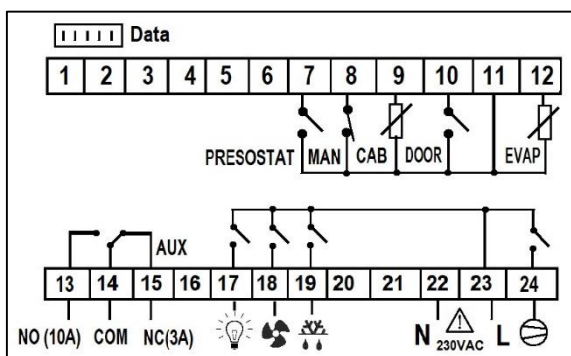 Data
1 2 3 4 5 6 7 8 9 10 11 12
PRESOSTAT MAN CAB DOOR EVAP
AUX
13 14 15 16 17 18 19 20 21 22 23 24
NO (10A) COM NC(3A) N 230VAC L